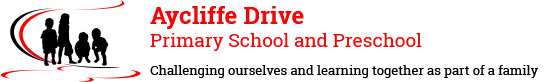 Aycliffe Drive
Primary School and Preschool
Challenging ourselves and learning together as part of a family